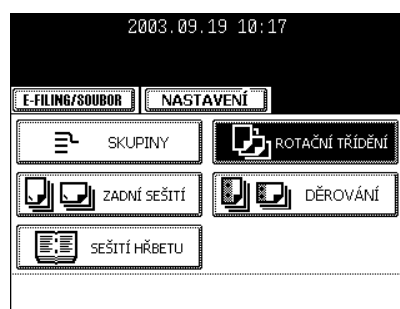 2003.09.19 10:17
E-FILING/SOUBOR NASTAVENÍ
SKUPINY ROTAČNÍ TŘÍDĚNÍ
ZADNÍ SEŠITÍ DĚROVÁNÍ
SEŠITÍ HŘBETU